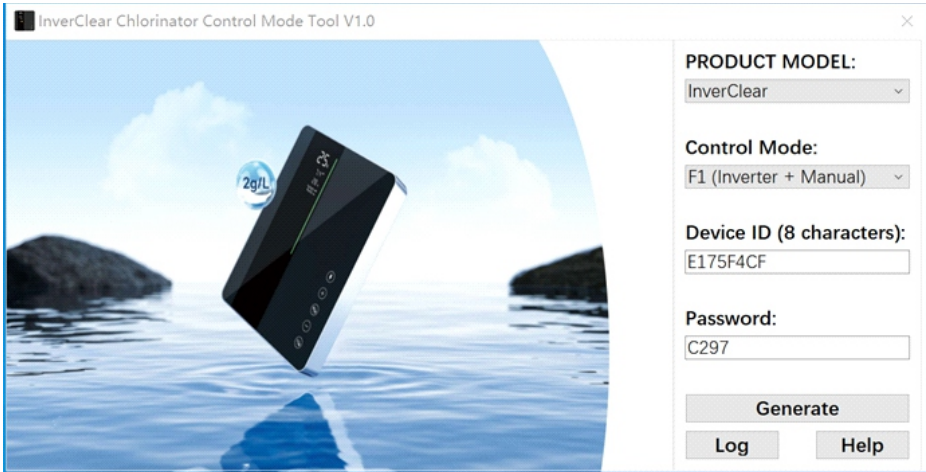 InverClear Chlorinator Control Mode Tool V1.0
PRODUCT MODEL:
InverClear
Control Mode:
F1 (Inverter + Manual)
2g/L
Device ID (8 characters):
E175F4CF
Password:
C297
Generate
Log
Help